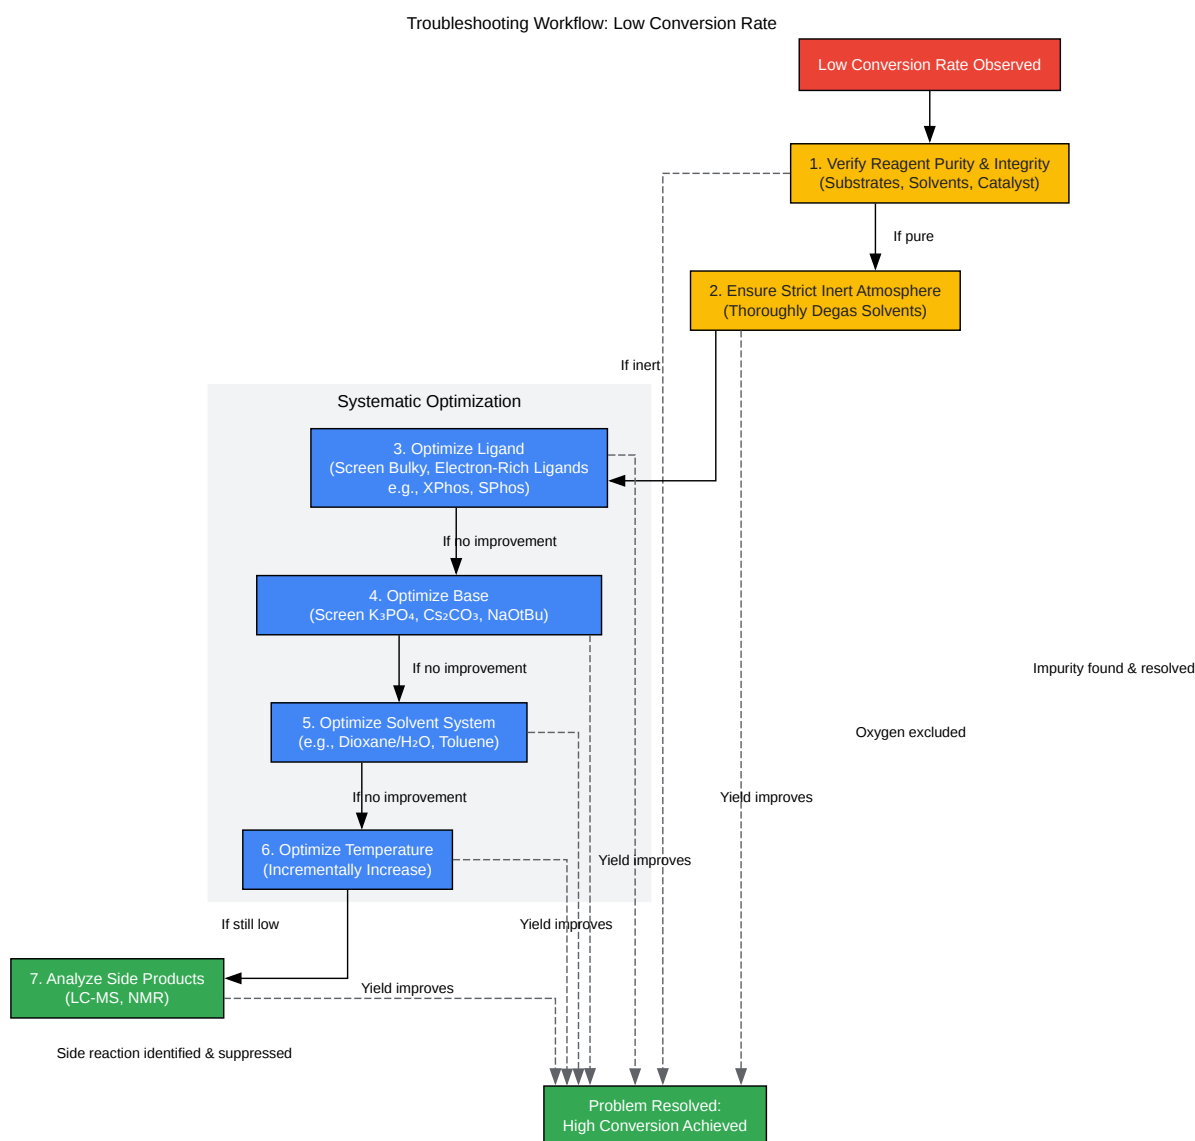 Troubleshooting Workflow: Low Conversion Rate
Low Conversion Rate Observed
1. Verify Reagent Purity & Integrity
(Substrates, Solvents, Catalyst)
If pure
2. Ensure Strict Inert Atmosphere
(Thoroughly Degas Solvents)
If inert
Systematic Optimization
3. Optimize Ligand
(Screen Bulky, Electron-Rich Ligands
e.g., XPhos, SPhos)
If no improvement
4. Optimize Base
(Screen K₃PO₄, Cs₂CO₃, NaOtBu)
If no improvement
Impurity found & resolved
5. Optimize Solvent System
(e.g., Dioxane/H₂O, Toluene)
Oxygen excluded
If no improvement
Yield improves
6. Optimize Temperature
(Incrementally Increase)
Yield improves
If still low
Yield improves
7. Analyze Side Products
(LC-MS, NMR)
Yield improves
Side reaction identified & suppressed
Problem Resolved:
High Conversion Achieved